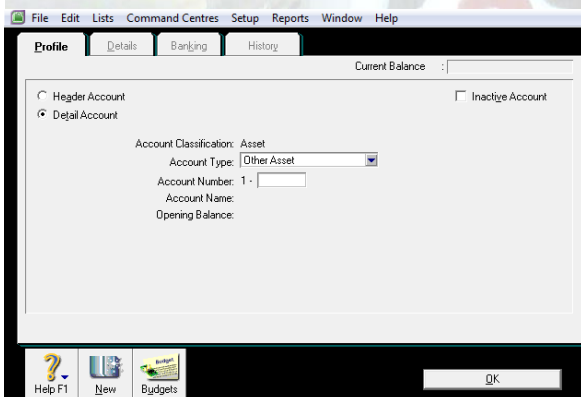 File Edit Lists Command Centres Setup Reports Window Help
Profile Details Banking History
Current Balance :
Header Account Inactive Account
Detail Account
Account Classification: Asset
Account Type: Other Asset
Account Number: 1 -
Account Name:
Opening Balance:
Budget
Help F1 New Budgets OK